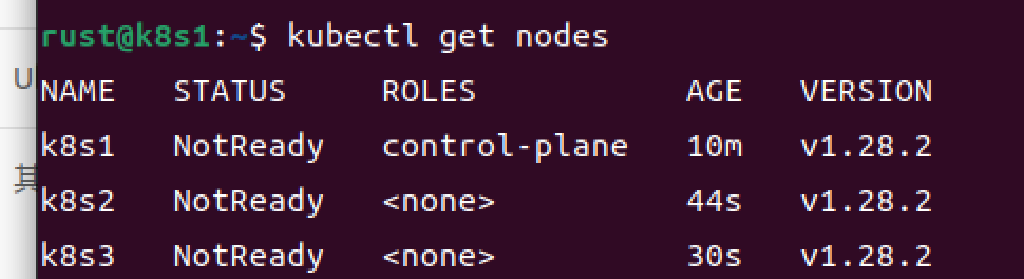 rust@k8s1:~$ kubectl get nodes
NAME STATUS ROLES AGE VERSION
k8s1 NotReady control-plane 10m v1.28.2
k8s2 NotReady <none> 44s v1.28.2
k8s3 NotReady <none> 30s v1.28.2